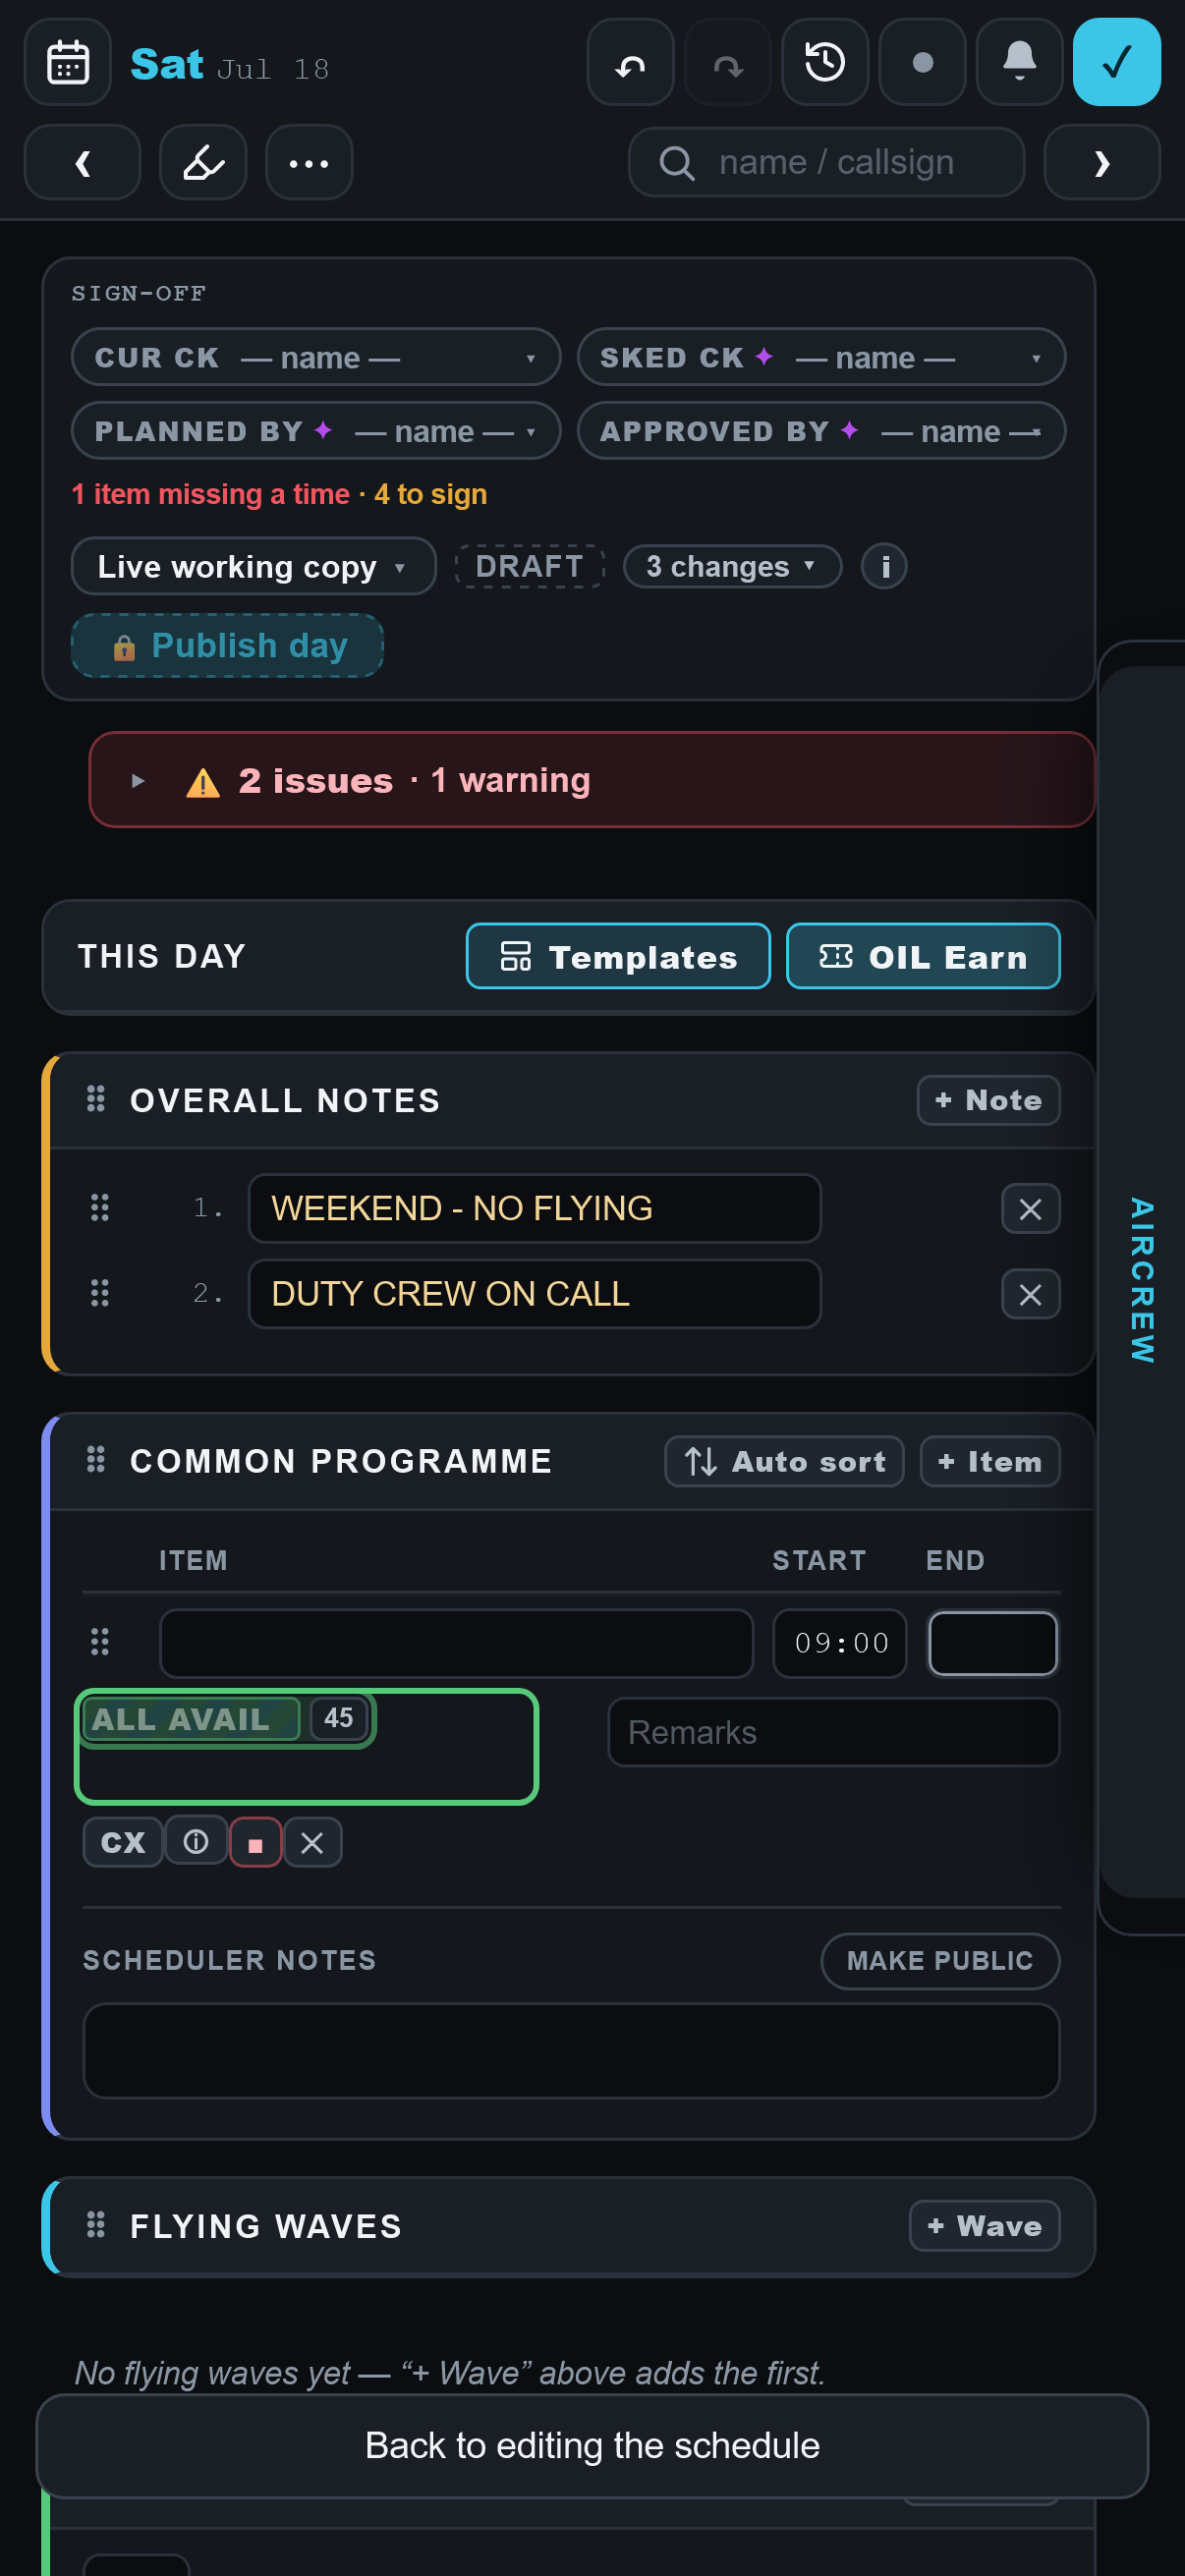 Sat Jul 18
name / callsign
SIGN-OFF
CUR CK — name —
SKED CK — name —
PLANNED BY — name —
APPROVED BY — name —
1 item missing a time · 4 to sign
Live working copy
DRAFT
3 changes
i
Publish day
2 issues · 1 warning
THIS DAY
Templates
OIL Earn
AIRCREW
OVERALL NOTES
+ Note
1. WEEKEND - NO FLYING
2. DUTY CREW ON CALL
COMMON PROGRAMME
Auto sort
+ Item
ITEM START END
09:00
ALL AVAIL 45
Remarks
CX
SCHEDULER NOTES
MAKE PUBLIC
FLYING WAVES
+ Wave
No flying waves yet — “+ Wave” above adds the first.
Back to editing the schedule